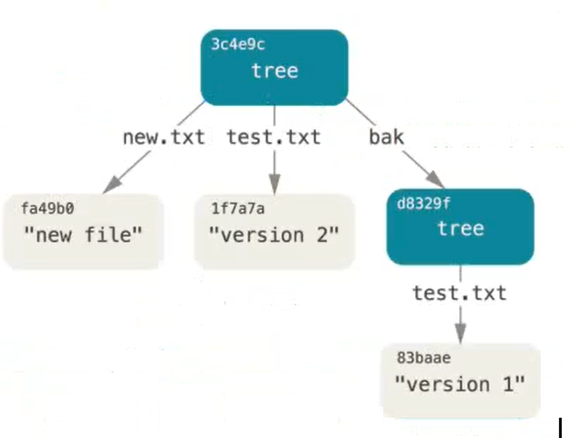 3c4e9c
tree
new.txt test.txt bak
fa49b0
"new file"
1f7a7a
"version 2"
d8329f
tree
test.txt
83baae
"version 1"